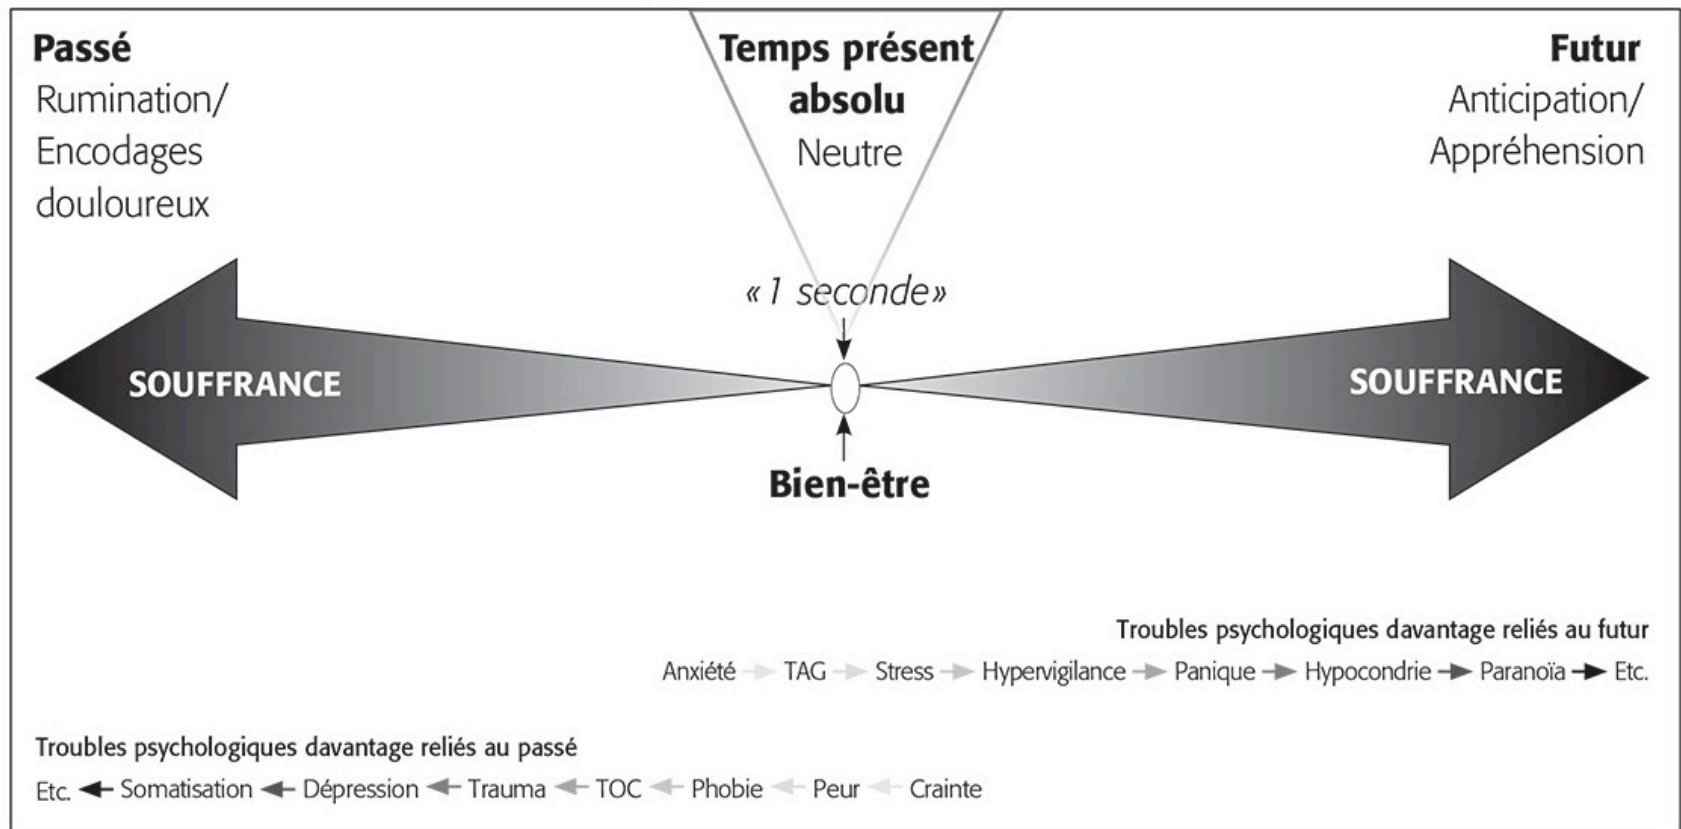 Passé
Rumination/
Encodages
douloureux
Temps présent
absolu
Neutre
Futur
Anticipation/
Appréhension
« 1 seconde »
SOUFFRANCE
SOUFFRANCE
Bien-être
Troubles psychologiques davantage reliés au futur
Anxiété TAG Stress Hypervigilance Panique Hypocondrie Paranoïa Etc.
Troubles psychologiques davantage reliés au passé
Etc. Somatisation Dépression Trauma TOC Phobie Peur Crainte